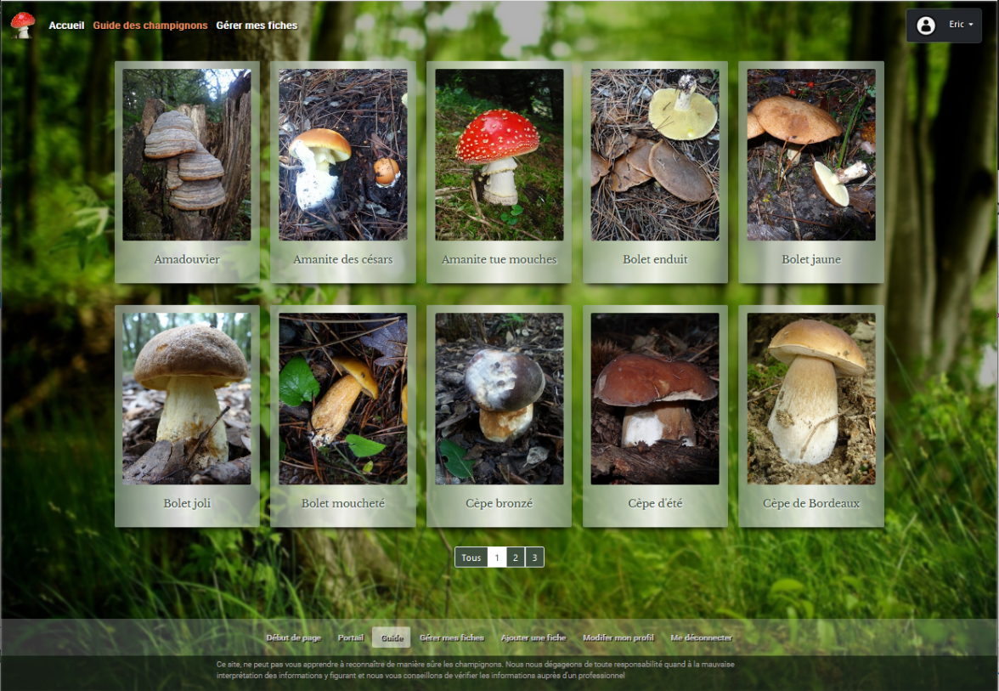 Accueil Guide des champignons Gérer mes fiches Eric
Amadouvier Amanite des césars Amanite tue mouches Bolet enduit Bolet jaune
Bolet joli Bolet moucheté Cèpe bronzé Cèpe d'été Cèpe de Bordeaux
Tous 1 2 3
Début de page Portail Guide Gérer mes fiches Ajouter une fiche Modifer mon profil Me déconnecter
Ce site, ne peut pas vous apprendre à reconnaître de manière sûre les champignons. Nous nous dégageons de toute responsabilité quand à la mauvaise
interprétation des informations y figurant et nous vous conseillons de vérifier les informations auprès d'un professionnel